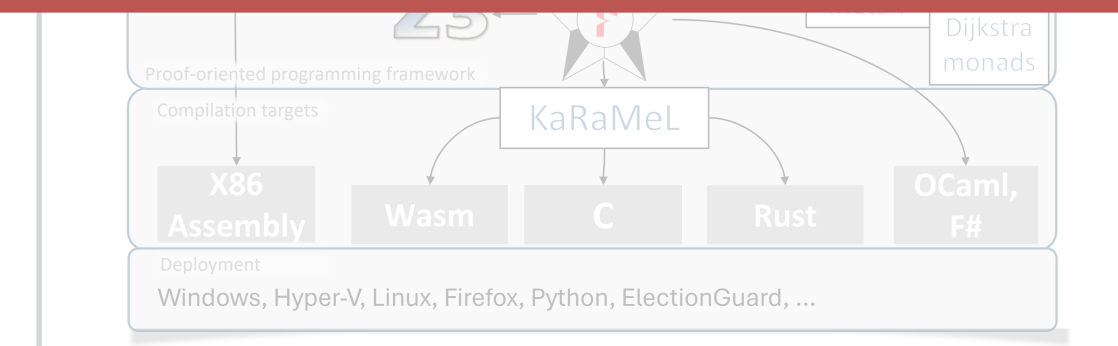 Z3
F
Dijkstra
monads
Proof-oriented programming framework
Compilation targets
KaRaMeL
X86
Assembly
Wasm
C
Rust
OCaml,
F#
Deployment
Windows, Hyper-V, Linux, Firefox, Python, ElectionGuard, ...